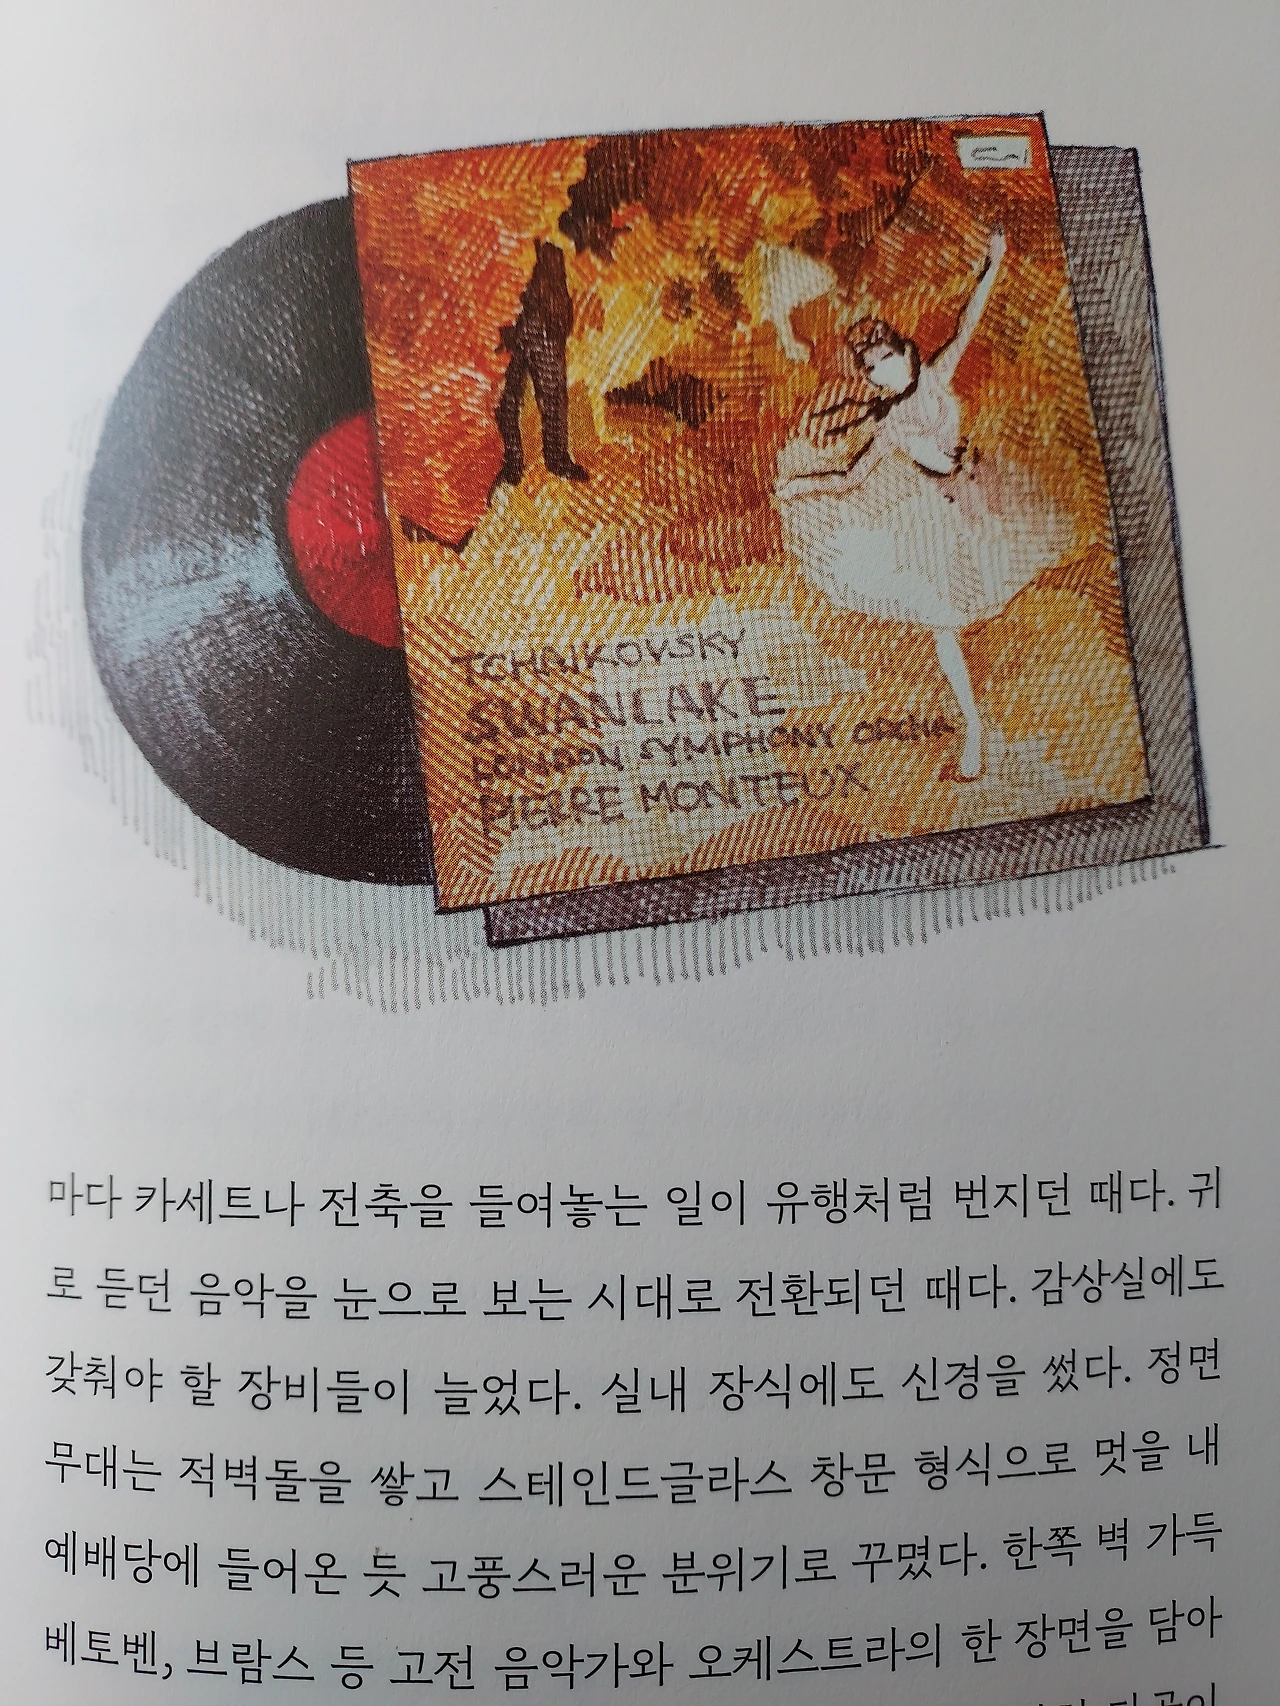 TCHAIKOVSKY
SWANLAKE
LONDON SYMPHONY
PIERRE MONTEUX
마다 카세트나 전축을 들여놓는 일이 유행처럼 번지던 때다. 귀
로 듣던 음악을 눈으로 보는 시대로 전환되던 때다. 감상실에도
갖춰야 할 장비들이 늘었다. 실내 장식에도 신경을 썼다. 정면
무대는 적벽돌을 쌓고 스테인드글라스 창문 형식으로 멋을 내
예배당에 들어온 듯 고풍스러운 분위기로 꾸몄다. 한쪽 벽 가득
베토벤, 브람스 등 고전 음악가와 오케스트라의 한 장면을 담아